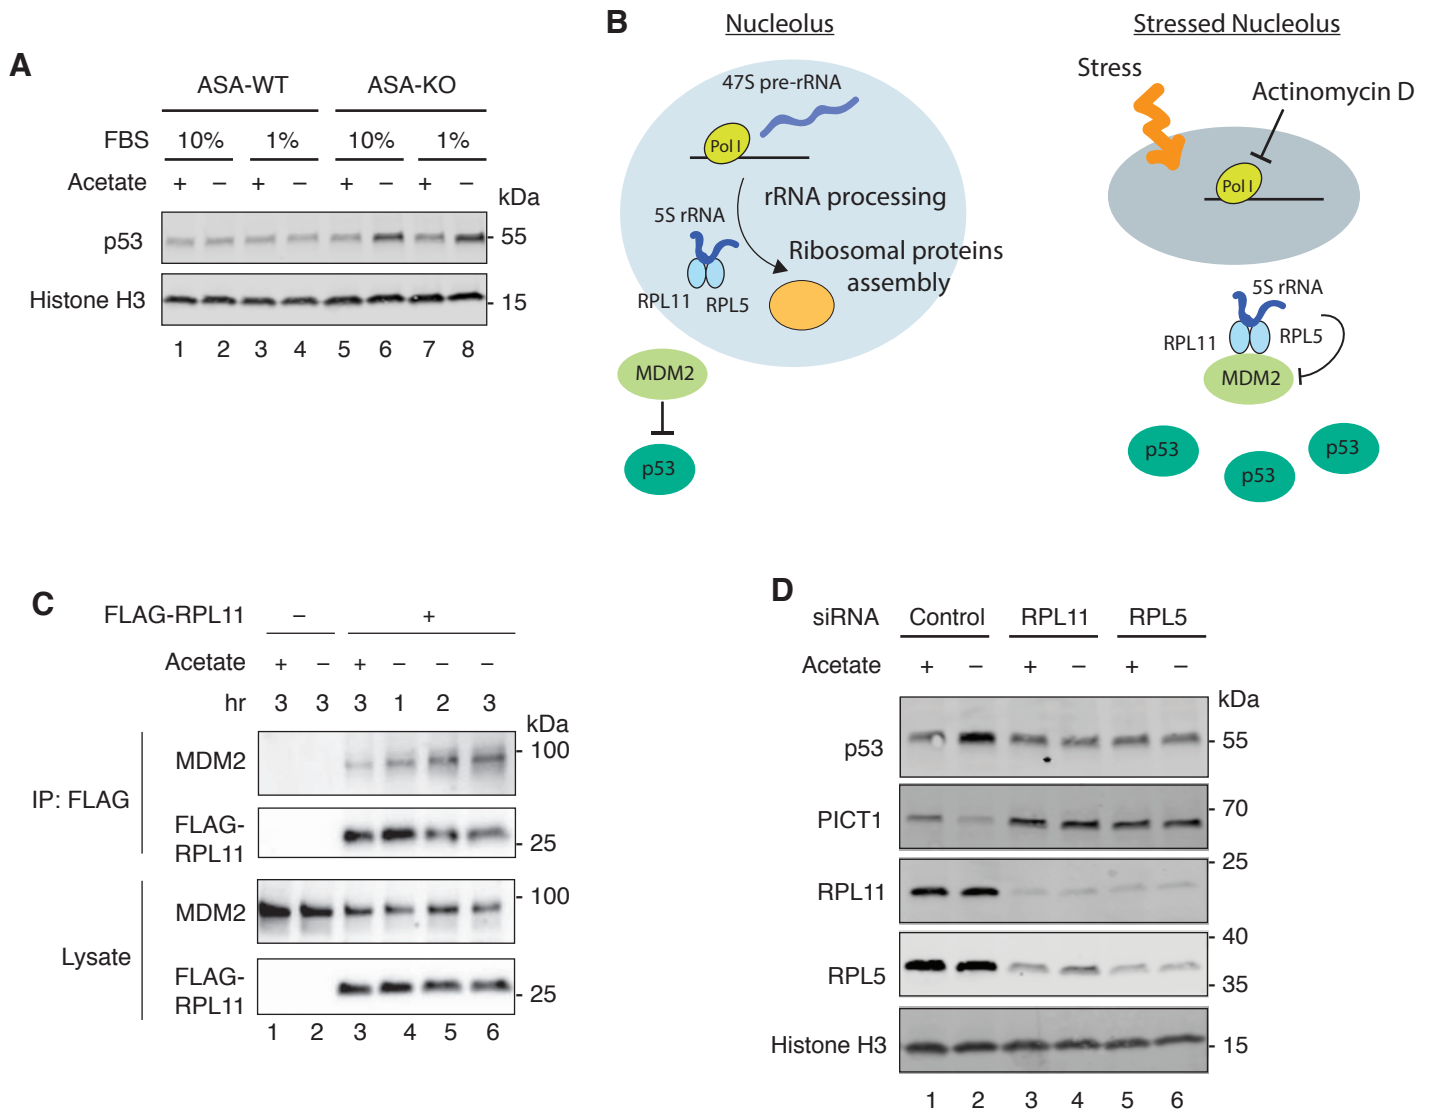 A
ASA-WT ASA-KO
FBS 10% 1% 10% 1%
Acetate + – + – + – + –
kDa
p53 55
Histone H3 15
1 2 3 4 5 6 7 8
B
Nucleolus
47S pre-rRNA
Pol I
rRNA processing
5S rRNA
Ribosomal proteins
assembly
RPL11 RPL5
MDM2
p53
Stressed Nucleolus
Stress
Actinomycin D
Pol I
5S rRNA
RPL11 RPL5
MDM2
p53 p53 p53
C
FLAG-RPL11 – +
Acetate + – + – – –
hr 3 3 3 1 2 3
kDa
IP: FLAG
MDM2 100
FLAG-
RPL11 25
Lysate
MDM2 100
FLAG-
RPL11 25
1 2 3 4 5 6
D
siRNA Control RPL11 RPL5
Acetate + – + – + –
kDa
p53 55
PICT1 70
25
RPL11
40
RPL5
35
Histone H3 15
1 2 3 4 5 6